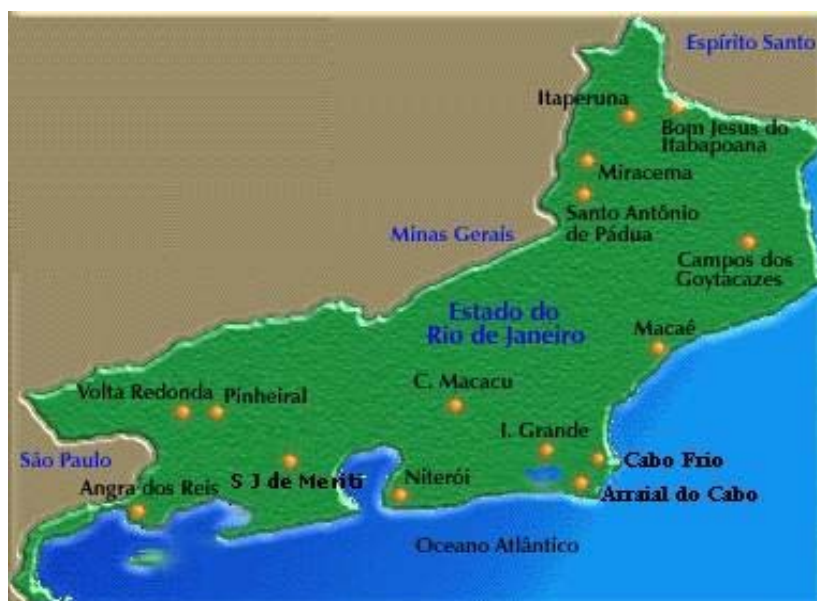 Espírito Santo
Itaperuna
Bom Jesus do
Itabapoana
Miracema
Santo Antônio
de Pádua
Minas Gerais
Campos dos
Goytacazes
Estado do
Rio de Janeiro
Macaé
Volta Redonda
Pinheiral
C. Macacu
I. Grande
São Paulo
S J de Meriti
Niterói
Cabo Frio
Angra dos Reis
Arraial do Cabo
Oceano Atlântico